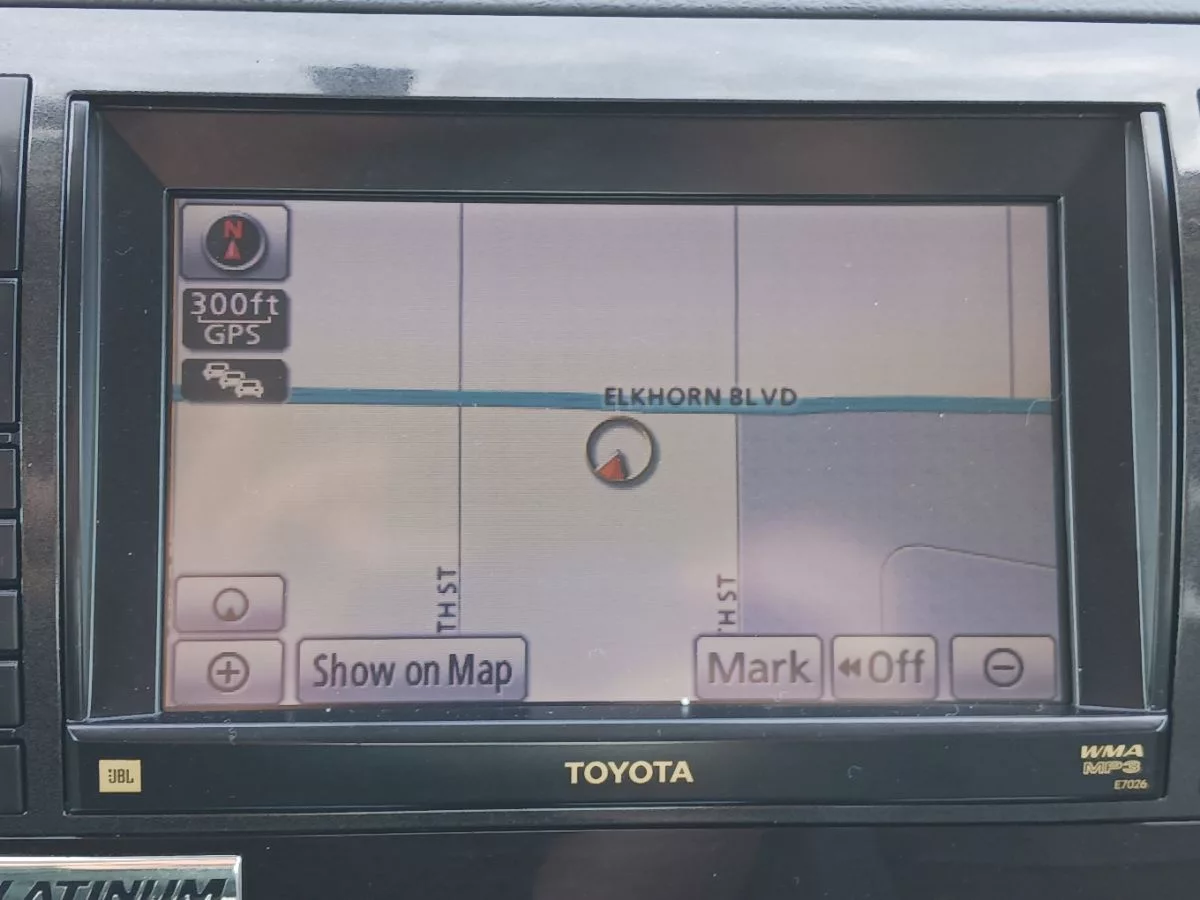 N
300ft
GPS
ELKHORN BLVD
TH ST
TH ST
Show on Map
Mark
Off
JBL
TOYOTA
WMA
MP3
E7026